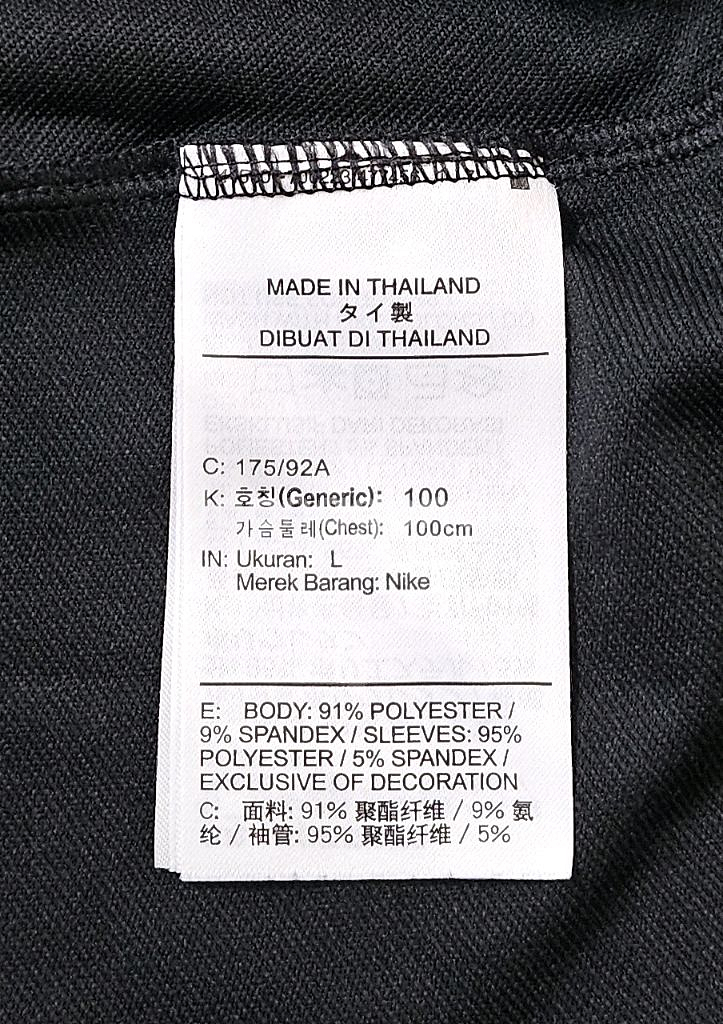 MADE IN THAILAND
タイ製
DIBUAT DI THAILAND
C: 175/92A
K: 호칭(Generic): 100
가슴둘레(Chest): 100cm
IN: Ukuran: L
Merek Barang: Nike
E: BODY: 91% POLYESTER /
9% SPANDEX / SLEEVES: 95%
POLYESTER / 5% SPANDEX /
EXCLUSIVE OF DECORATION
C: 面料: 91% 聚酯纤维 / 9% 氨
纶 / 袖管: 95% 聚酯纤维 / 5%